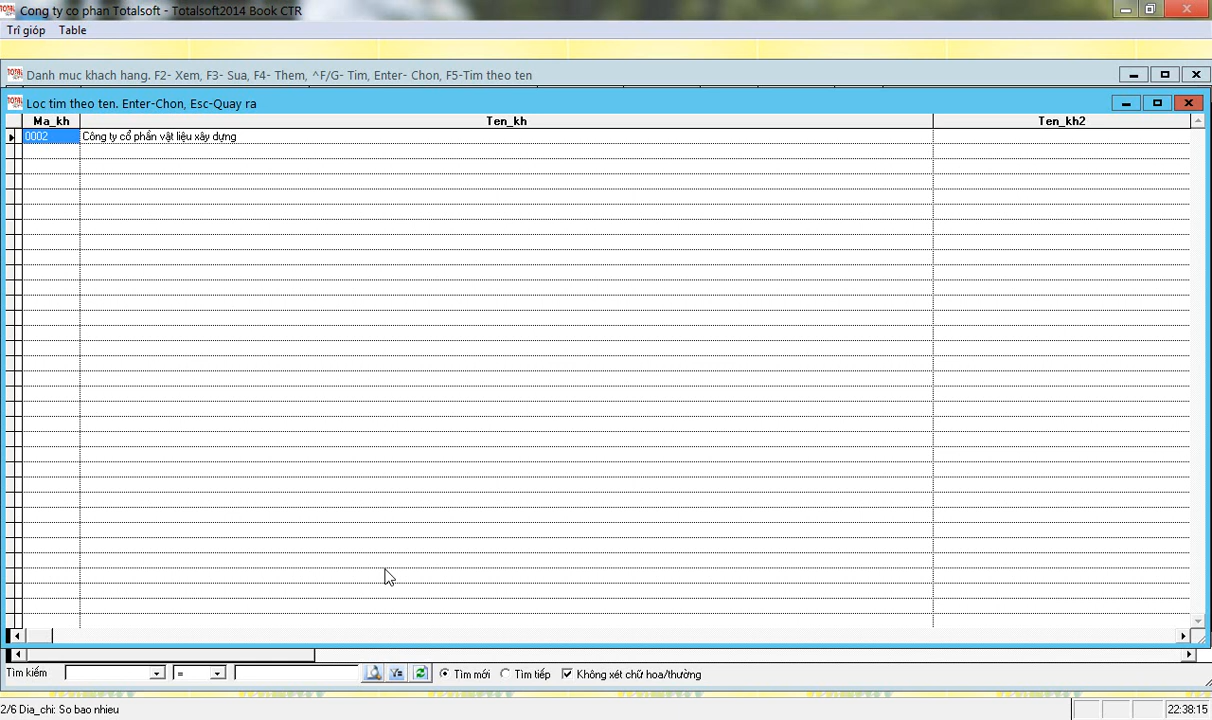 Cong ty co phan Totalsoft - Totalsoft2014 Book CTR
Trî gióp Table
Danh muc khach hang. F2- Xem, F3- Sua, F4- Them, ^F/G- Tim, Enter- Chon, F5-Tim theo ten
Loc tim theo ten. Enter-Chon, Esc-Quay ra
Ma_kh Ten_kh Ten_kh2
0002 Công ty cổ phần vật liệu xây dựng
Tìm kiếm = Tìm mới Tìm tiếp Không xét chữ hoa/thường
2/6 Dia_chi: So bao nhieu 22:38:15